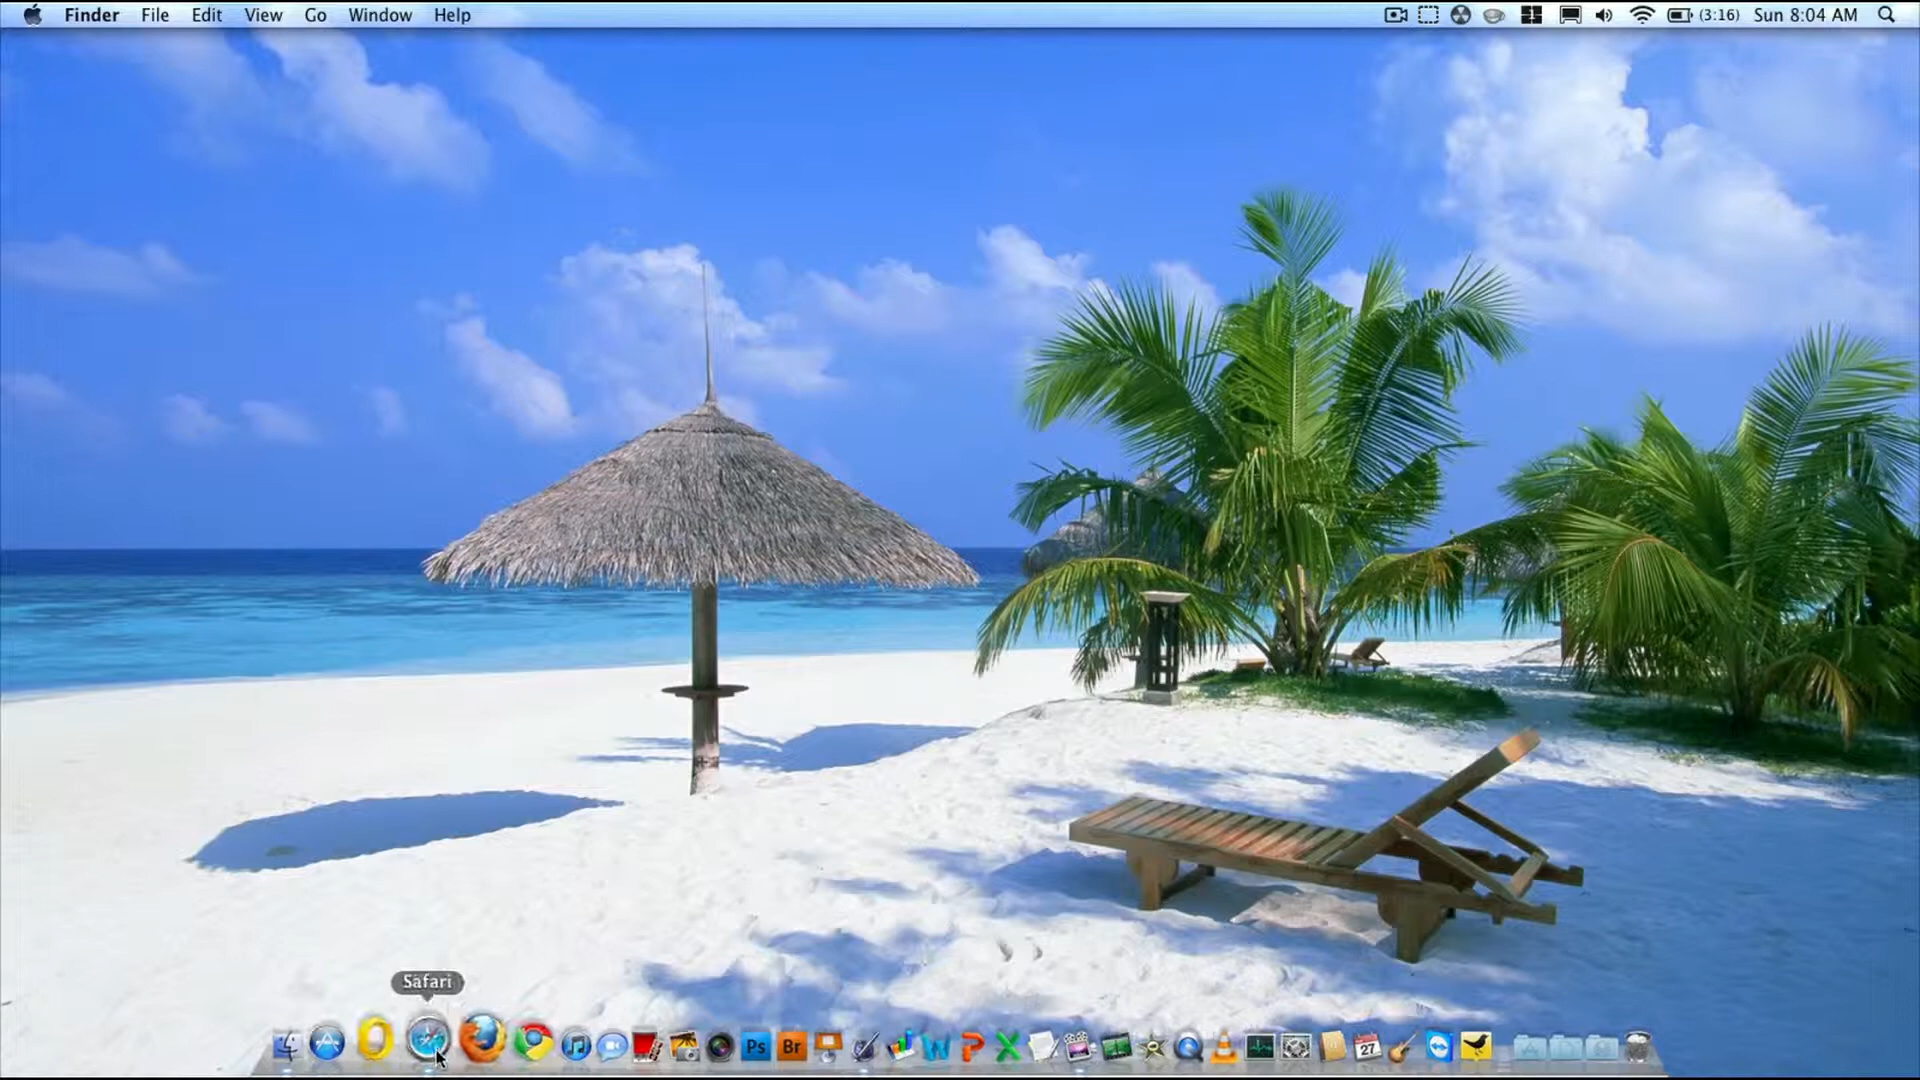 Finder File Edit View Go Window Help (3:16) Sun 8:04 AM
Safari
Ps Br 27